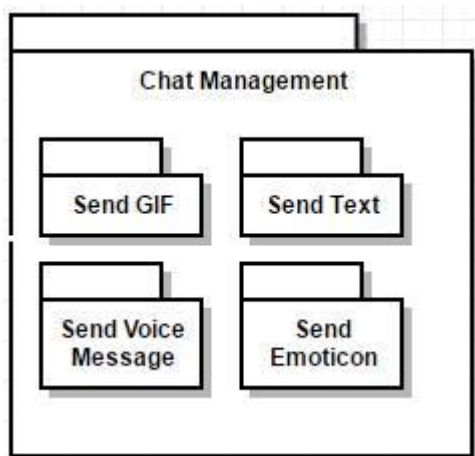 Chat Management
Send GIF
Send Text
Send Voice
Message
Send
Emoticon